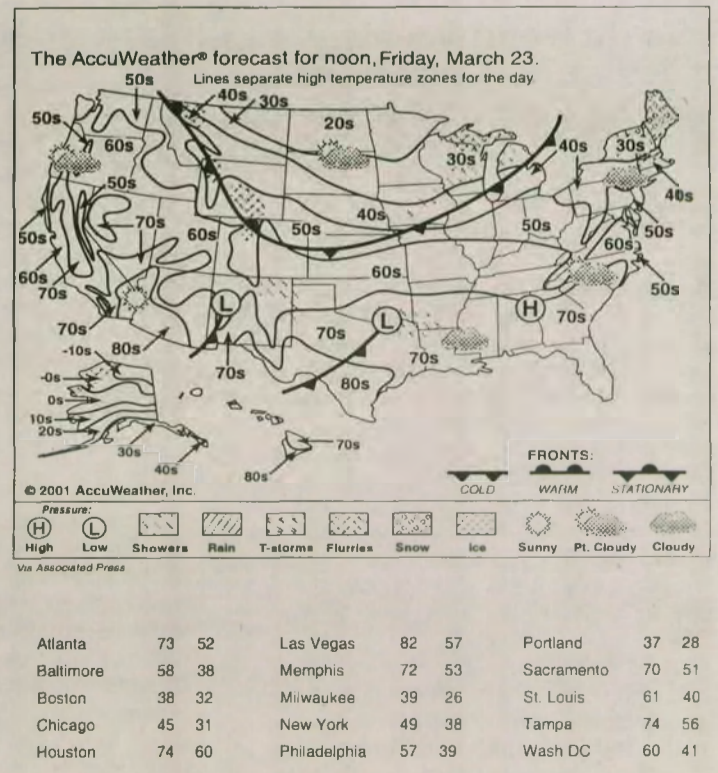 The AccuWeather® forecast for noon, Friday, March 23.
Lines separate high temperature zones for the day.
50s
40s
30s
50s
20s
60s
40s
30s
30s
50s
40s
70s
40s
50s
60s
50s
50s
50s
60s
50s
60s
60s
70s
50s
70s
70s
70s
80s
70s
70s
-10s
80s
-0s
0s
10s
20s
70s
30s
40s
80s
FRONTS:
COLD WARM STATIONARY
© 2001 AccuWeather, Inc.
Pressure:
H L
High Low Showers Rain T-storms Flurries Snow Ice Sunny Pt. Cloudy Cloudy
L
L
H
Via Associated Press
Atlanta 73 52 Las Vegas 82 57 Portland 37 28
Baltimore 58 38 Memphis 72 53 Sacramento 70 51
Boston 38 32 Milwaukee 39 26 St. Louis 61 40
Chicago 45 31 New York 49 38 Tampa 74 56
Houston 74 60 Philadelphia 57 39 Wash DC 60 41